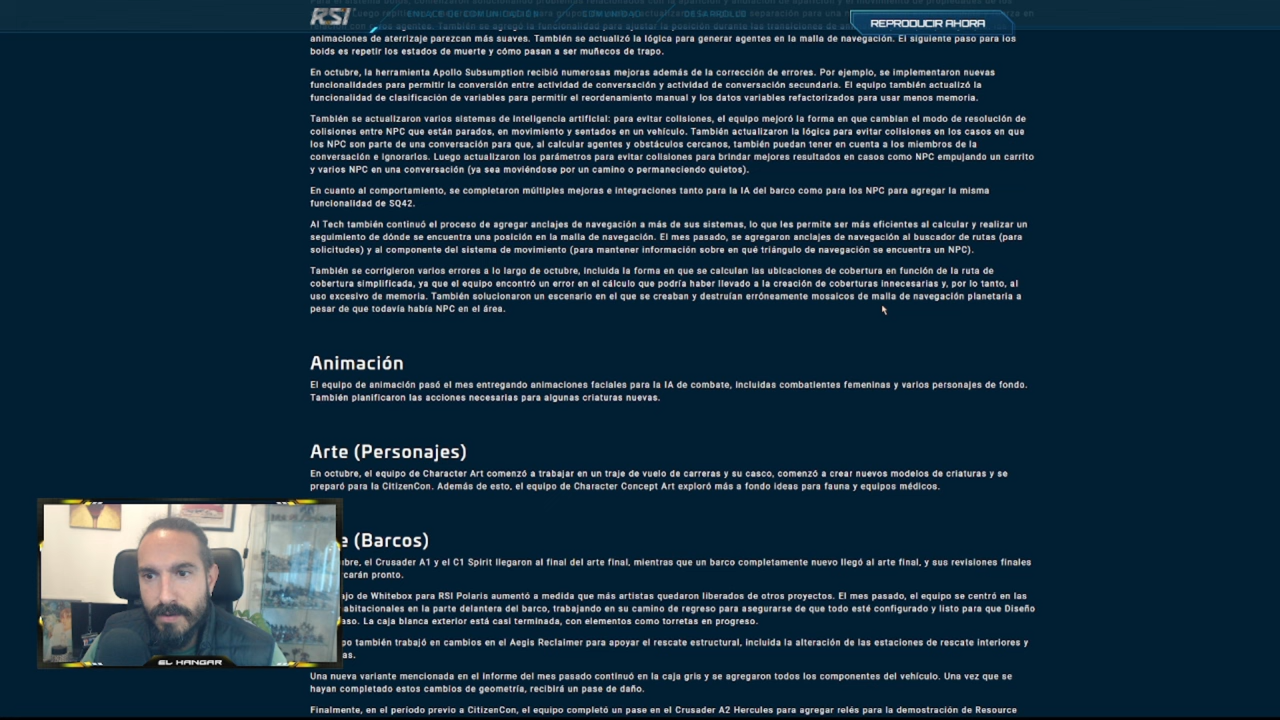 RSI
ENLACE DE COMUNICACIÓN
COMUNIDAD
DESARROLLO
REPRODUCIR AHORA
animaciones de aterrizaje parezcan más suaves. También se actualizó la lógica para generar agentes en la malla de navegación. El siguiente paso para los
boids es repetir los estados de muerte y cómo pasan a ser muñecos de trapo.
En octubre, la herramienta Apollo Subsumption recibió numerosas mejoras además de la corrección de errores. Por ejemplo, se implementaron nuevas
funcionalidades para permitir la conversión entre actividad de conversación y actividad de conversación secundaria. El equipo también actualizó la
funcionalidad de clasificación de variables para permitir el reordenamiento manual y los datos variables refactorizados para usar menos memoria.
También se actualizaron varios sistemas de inteligencia artificial: para evitar colisiones, el equipo mejoró la forma en que cambian el modo de resolución de
colisiones entre NPC que están parados, en movimiento y sentados en un vehículo. También actualizaron la lógica para evitar colisiones en los casos en que
los NPC son parte de una conversación para que, al calcular agentes y obstáculos cercanos, también puedan tener en cuenta a los miembros de la
conversación e ignorarlos. Luego actualizaron los parámetros para evitar colisiones para brindar mejores resultados en casos como NPC empujando un carrito
y varios NPC en una conversación (ya sea moviéndose por un camino o permaneciendo quietos).
En cuanto al comportamiento, se completaron múltiples mejoras e integraciones tanto para la IA del barco como para los NPC para agregar la misma
funcionalidad de SQ42.
AI Tech también continuó el proceso de agregar anclajes de navegación a más de sus sistemas, lo que les permite ser más eficientes al calcular y realizar un
seguimiento de dónde se encuentra una posición en la malla de navegación. El mes pasado, se agregaron anclajes de navegación al buscador de rutas (para
solicitudes) y al componente del sistema de movimiento (para mantener información sobre en qué triángulo de navegación se encuentra un NPC).
También se corrigieron varios errores a lo largo de octubre, incluida la forma en que se calculan las ubicaciones de cobertura en función de la ruta de
cobertura simplificada, ya que el equipo encontró un error en el cálculo que podría haber llevado a la creación de coberturas innecesarias y, por lo tanto, al
uso excesivo de memoria. También solucionaron un escenario en el que se creaban y destruían erróneamente mosaicos de malla de navegación planetaria a
pesar de que todavía había NPC en el área.
Animación
El equipo de animación pasó el mes entregando animaciones faciales para la IA de combate, incluidas combatientes femeninas y varios personajes de fondo.
También planificaron las acciones necesarias para algunas criaturas nuevas.
Arte (Personajes)
En octubre, el equipo de Character Art comenzó a trabajar en un traje de vuelo de carreras y su casco, comenzó a crear nuevos modelos de criaturas y se
preparó para la CitizenCon. Además de esto, el equipo de Character Concept Art exploró más a fondo ideas para fauna y equipos médicos.
e (Barcos)
ubre, el Crusader A1 y el C1 Spirit llegaron al final del arte final, mientras que un barco completamente nuevo llegó al arte final, y sus revisiones finales
rcarán pronto.
ajo de Whitebox para RSI Polaris aumentó a medida que más artistas quedaron liberados de otros proyectos. El mes pasado, el equipo se centró en las
abitacionales en la parte delantera del barco, trabajando en su camino de regreso para asegurarse de que todo esté configurado y listo para que Diseño
aso. La caja blanca exterior está casi terminada, con elementos como torretas en progreso.
po también trabajó en cambios en el Aegis Reclaimer para apoyar el rescate estructural, incluida la alteración de las estaciones de rescate interiores y
as.
Una nueva variante mencionada en el informe del mes pasado continuó en la caja gris y se agregaron todos los componentes del vehículo. Una vez que se
hayan completado estos cambios de geometría, recibirá un pase de daño.
Finalmente, en el período previo a CitizenCon, el equipo completó un pase en el Crusader A2 Hercules para agregar relés para la demostración de Resource
EL HANGAR